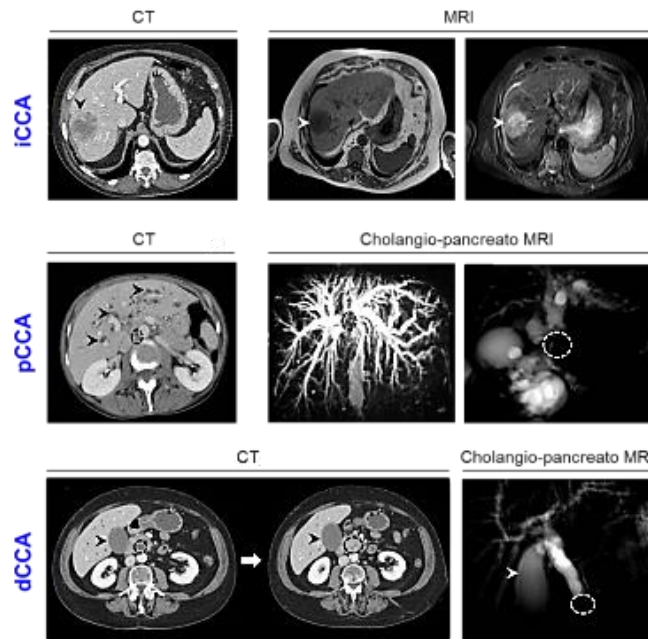 CT
MRI
iCCA
CT
Cholangio-pancreato MRI
pCCA
CT
Cholangio-pancreato MR
dCCA